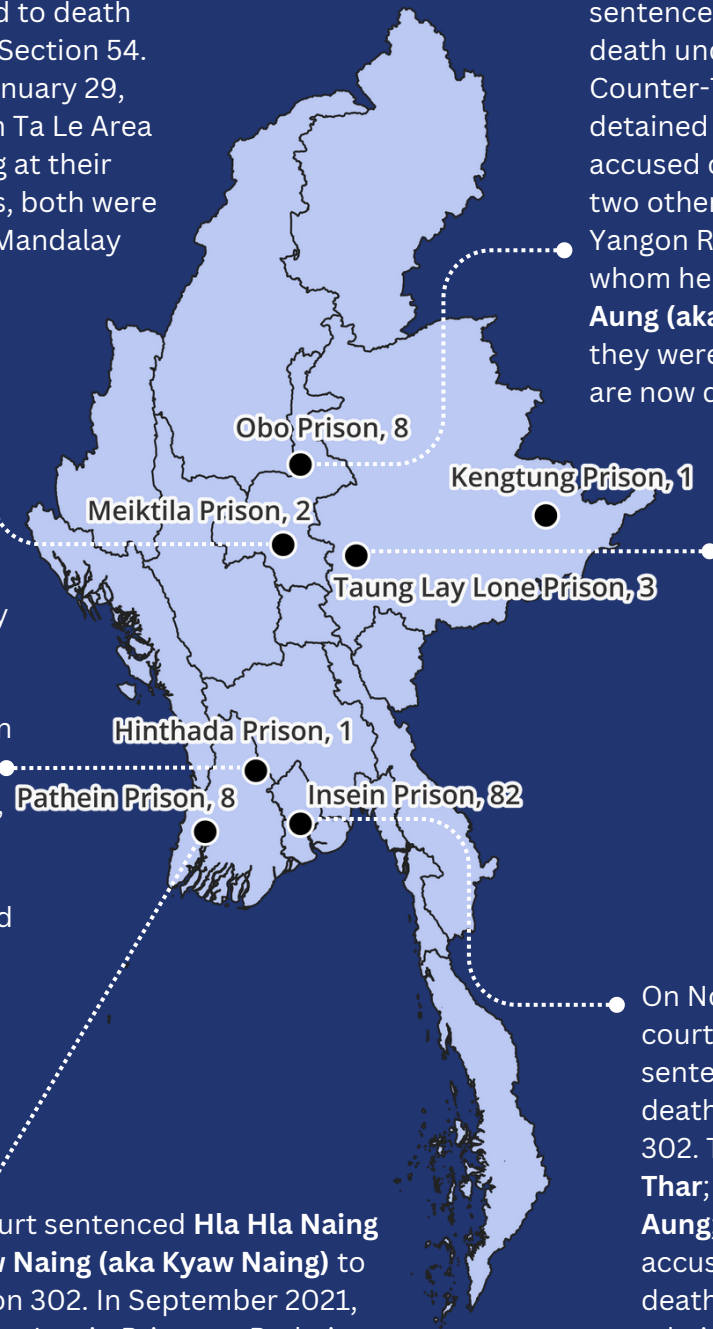 d to death
Section 54.
nuary 29,
n Ta Le Area
g at their
s, both were
Mandalay
sentence
death und
Counter-T
detained
accused o
two other
Yangon R
whom he
Aung (aka
they were
are now d
Obo Prison, 8
Kengtung Prison, 1
Meiktila Prison, 2
Taung Lay Lone Prison, 3
y
n
Hinthada Prison, 1
Pathein Prison, 8
Insein Prison, 82
d
On No
court
sente
death
302. T
Thar;
Aung;
accus
death
ourt sentenced Hla Hla Naing
w Naing (aka Kyaw Naing) to
on 302. In September 2021,